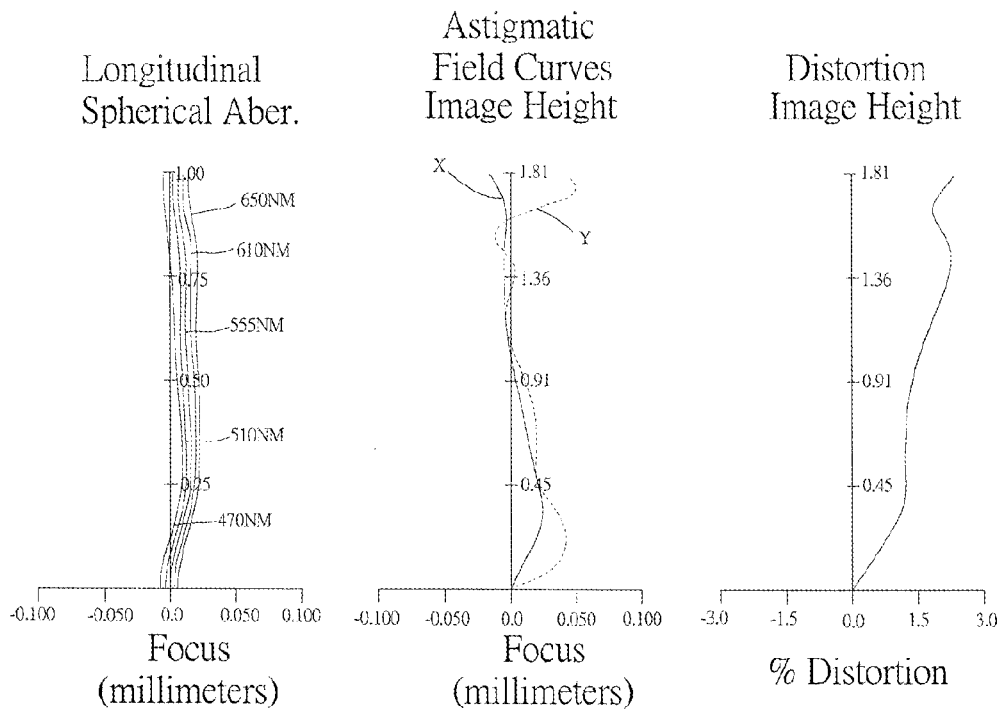 Longitudinal
Spherical Aber.
1.00
650NM
610NM
0.75
555NM
0.50
510NM
0.25
470NM
-0.100
-0.050
0.0
0.050
0.100
Focus
(millimeters)
Astigmatic
Field Curves
Image Height
X
1.81
Y
1.36
0.91
0.45
-0.100
-0.050
0.0
0.050
0.100
Focus
(millimeters)
Distortion
Image Height
1.81
1.36
0.91
0.45
-3.0
-1.5
0.0
1.5
3.0
% Distortion